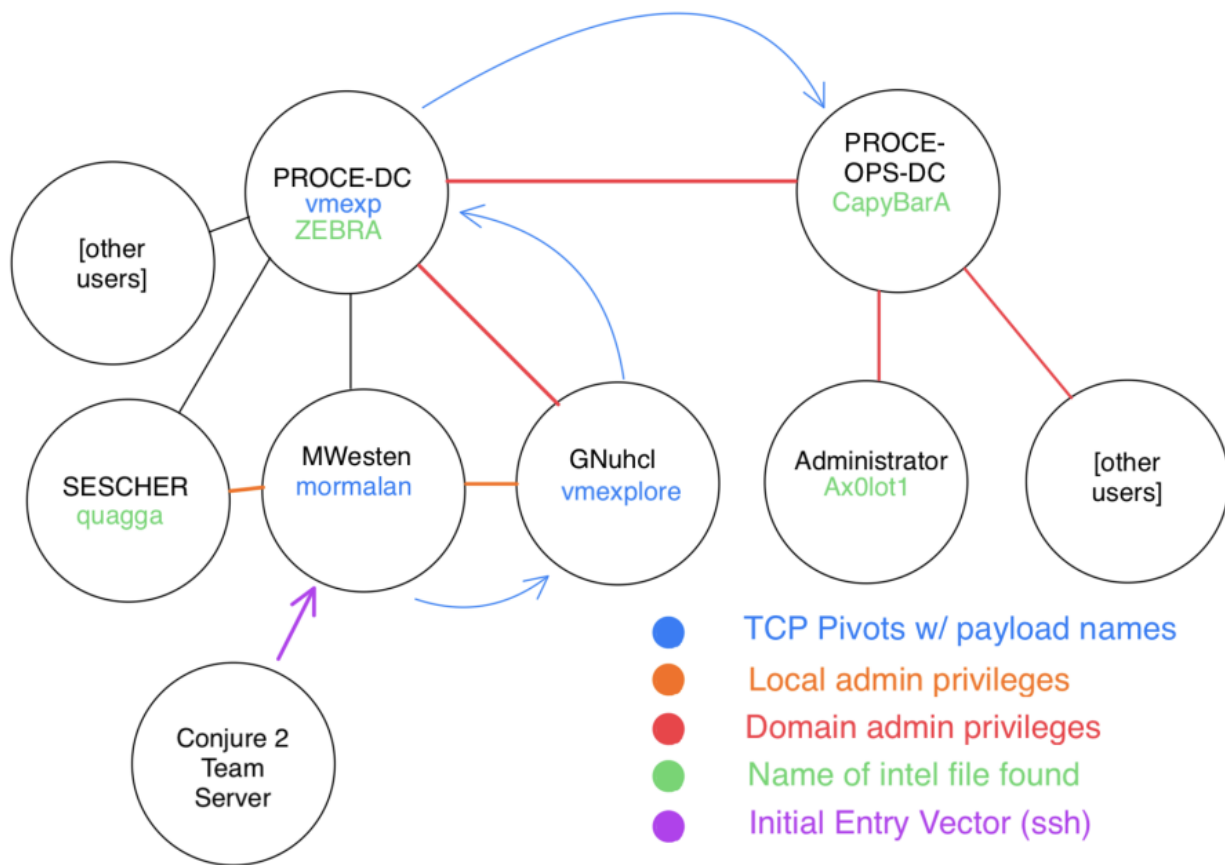 PROCE-DC
vmexp
ZEBRA
PROCE-
OPS-DC
CapyBarA
[other
users]
SESCHER
quagga
MWesten
mormalan
GNuhcl
vmexplore
Administrator
Ax0lot1
[other
users]
Conjure 2
Team
Server
TCP Pivots w/ payload names
Local admin privileges
Domain admin privileges
Name of intel file found
Initial Entry Vector (ssh)